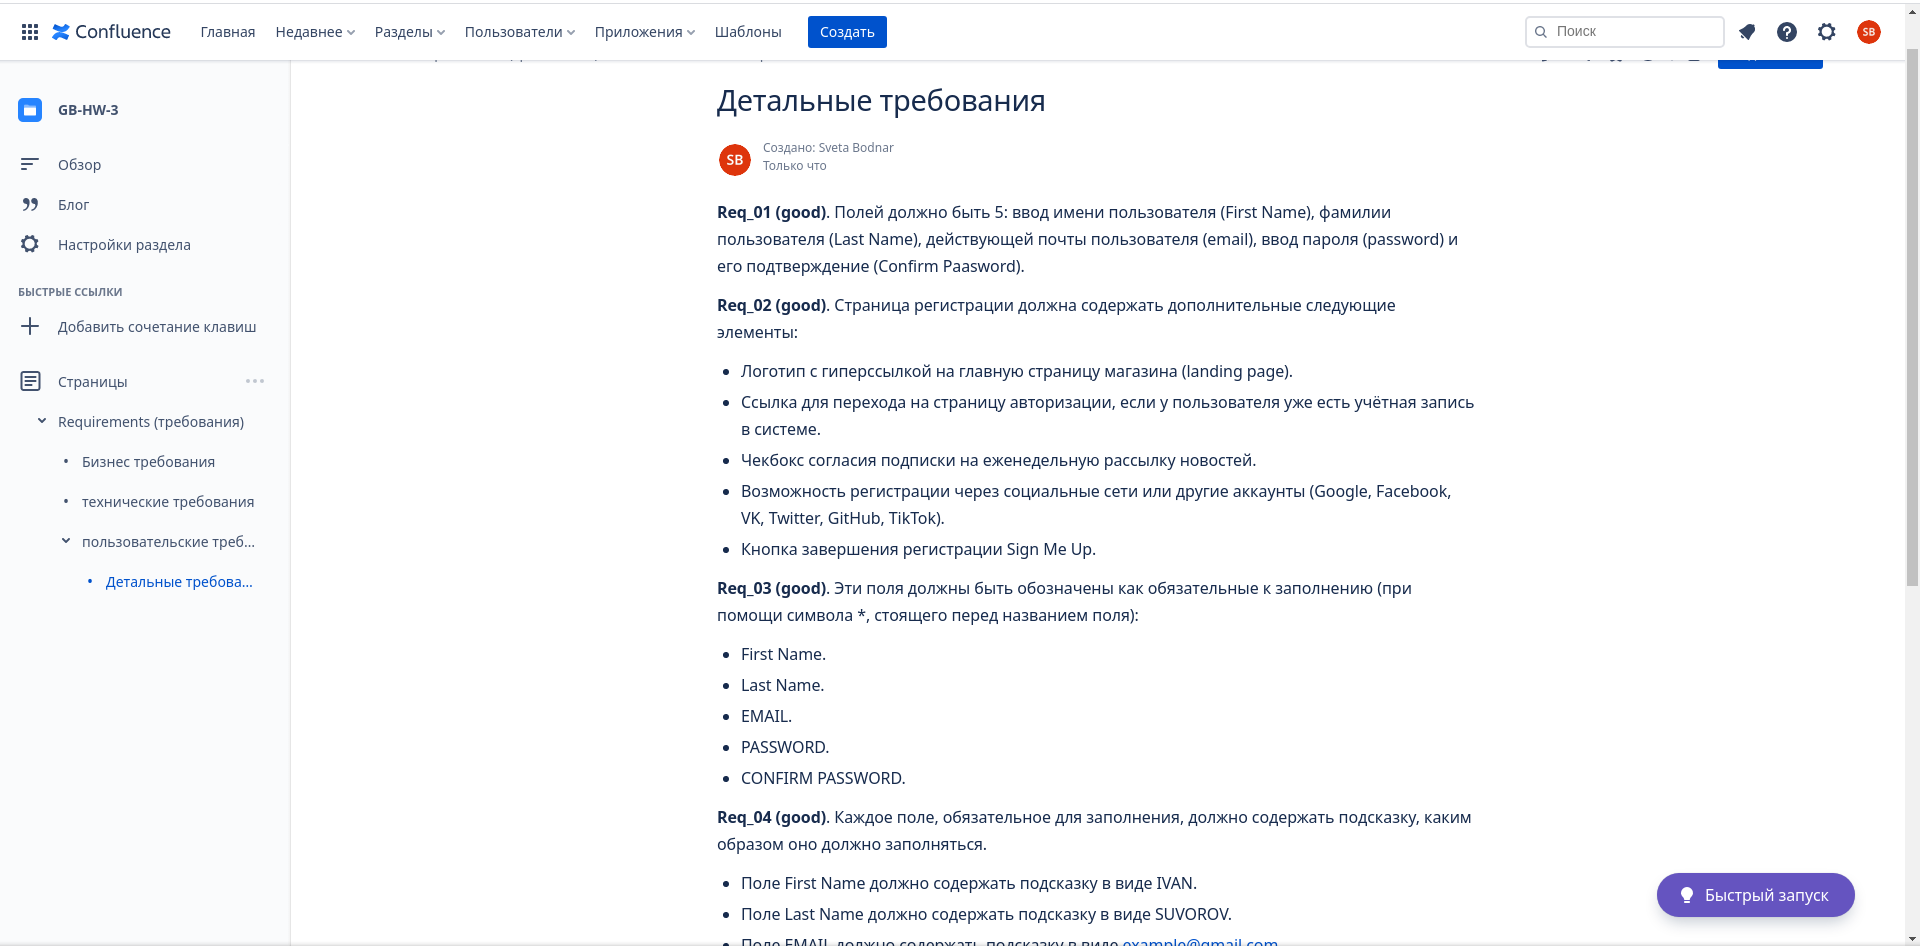 Confluence
Главная
Недавнее
Разделы
Пользователи
Приложения
Шаблоны
Создать
Поиск
SB
GB-HW-3
Обзор
Блог
Настройки раздела
БЫСТРЫЕ ССЫЛКИ
Добавить сочетание клавиш
Страницы
Requirements (требования)
Бизнес требования
технические требования
пользовательские треб...
Детальные требова...
Детальные требования
SB
Создано: Sveta Bodnar
Только что
Req_01 (good). Полей должно быть 5: ввод имени пользователя (First Name), фамилии
пользователя (Last Name), действующей почты пользователя (email), ввод пароля (password) и
его подтверждение (Confirm Paasword).
Req_02 (good). Страница регистрации должна содержать дополнительные следующие
элементы:
• Логотип с гиперссылкой на главную страницу магазина (landing page).
• Ссылка для перехода на страницу авторизации, если у пользователя уже есть учётная запись
в системе.
• Чекбокс согласия подписки на еженедельную рассылку новостей.
• Возможность регистрации через социальные сети или другие аккаунты (Google, Facebook,
VK, Twitter, GitHub, TikTok).
• Кнопка завершения регистрации Sign Me Up.
Req_03 (good). Эти поля должны быть обозначены как обязательные к заполнению (при
помощи символа *, стоящего перед названием поля):
• First Name.
• Last Name.
• EMAIL.
• PASSWORD.
• CONFIRM PASSWORD.
Req_04 (good). Каждое поле, обязательное для заполнения, должно содержать подсказку, каким
образом оно должно заполняться.
• Поле First Name должно содержать подсказку в виде IVAN.
• Поле Last Name должно содержать подсказку в виде SUVOROV.
• Поле EMAIL должно содержать подсказку в виде example@gmail.com
Быстрый запуск